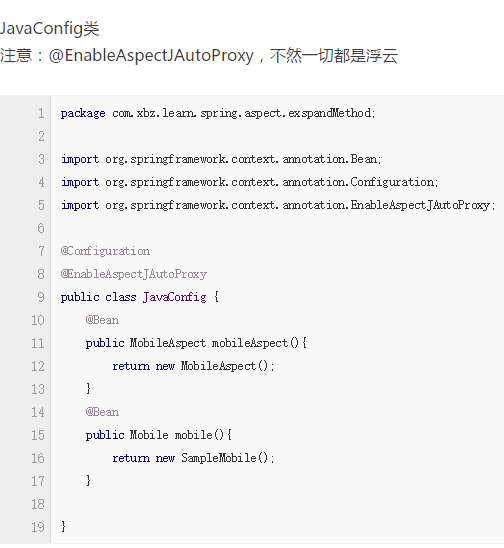 JavaConfig类
注意：@EnableAspectJAutoProxy，不然一切都是浮云
1 package com.xbz.learn.spring.aspect.exspandMethod;
2
3 import org.springframework.context.annotation.Bean;
4 import org.springframework.context.annotation.Configuration;
5 import org.springframework.context.annotation.EnableAspectJAutoProxy;
6
7 @Configuration
8 @EnableAspectJAutoProxy
9 public class JavaConfig {
10     @Bean
11     public MobileAspect mobileAspect(){
12         return new MobileAspect();
13     }
14     @Bean
15     public Mobile mobile(){
16         return new SampleMobile();
17     }
18
19 }